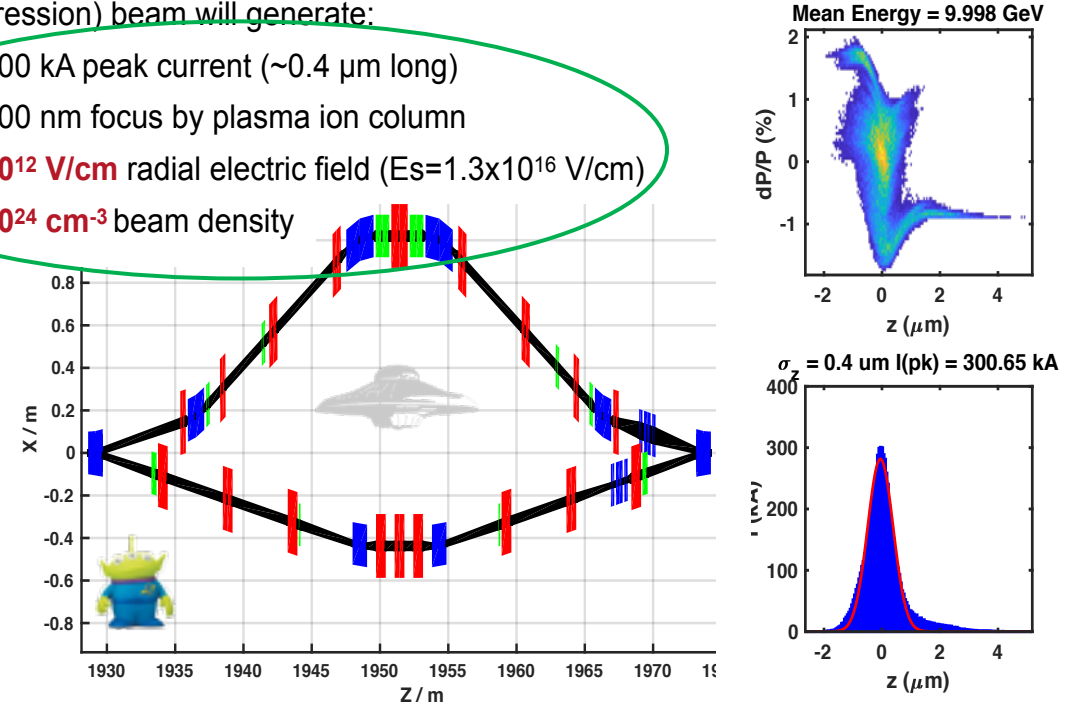 ression) beam will generate:
00 kA peak current (~0.4 µm long)
00 nm focus by plasma ion column
0¹² V/cm radial electric field (Es=1.3x10¹⁶ V/cm)
0²⁴ cm⁻³ beam density
0.8
0.6
0.4
0.2
0
-0.2
-0.4
-0.6
-0.8
X / m
1930 1935 1940 1945 1950 1955 1960 1965 1970 19
Z / m
Mean Energy = 9.998 GeV
2
1
0
-1
dP/P (%)
-2 0 2 4
z (μm)
σz = 0.4 um I(pk) = 300.65 kA
400
300
200
100
0
I (kA)
-2 0 2 4
z (μm)